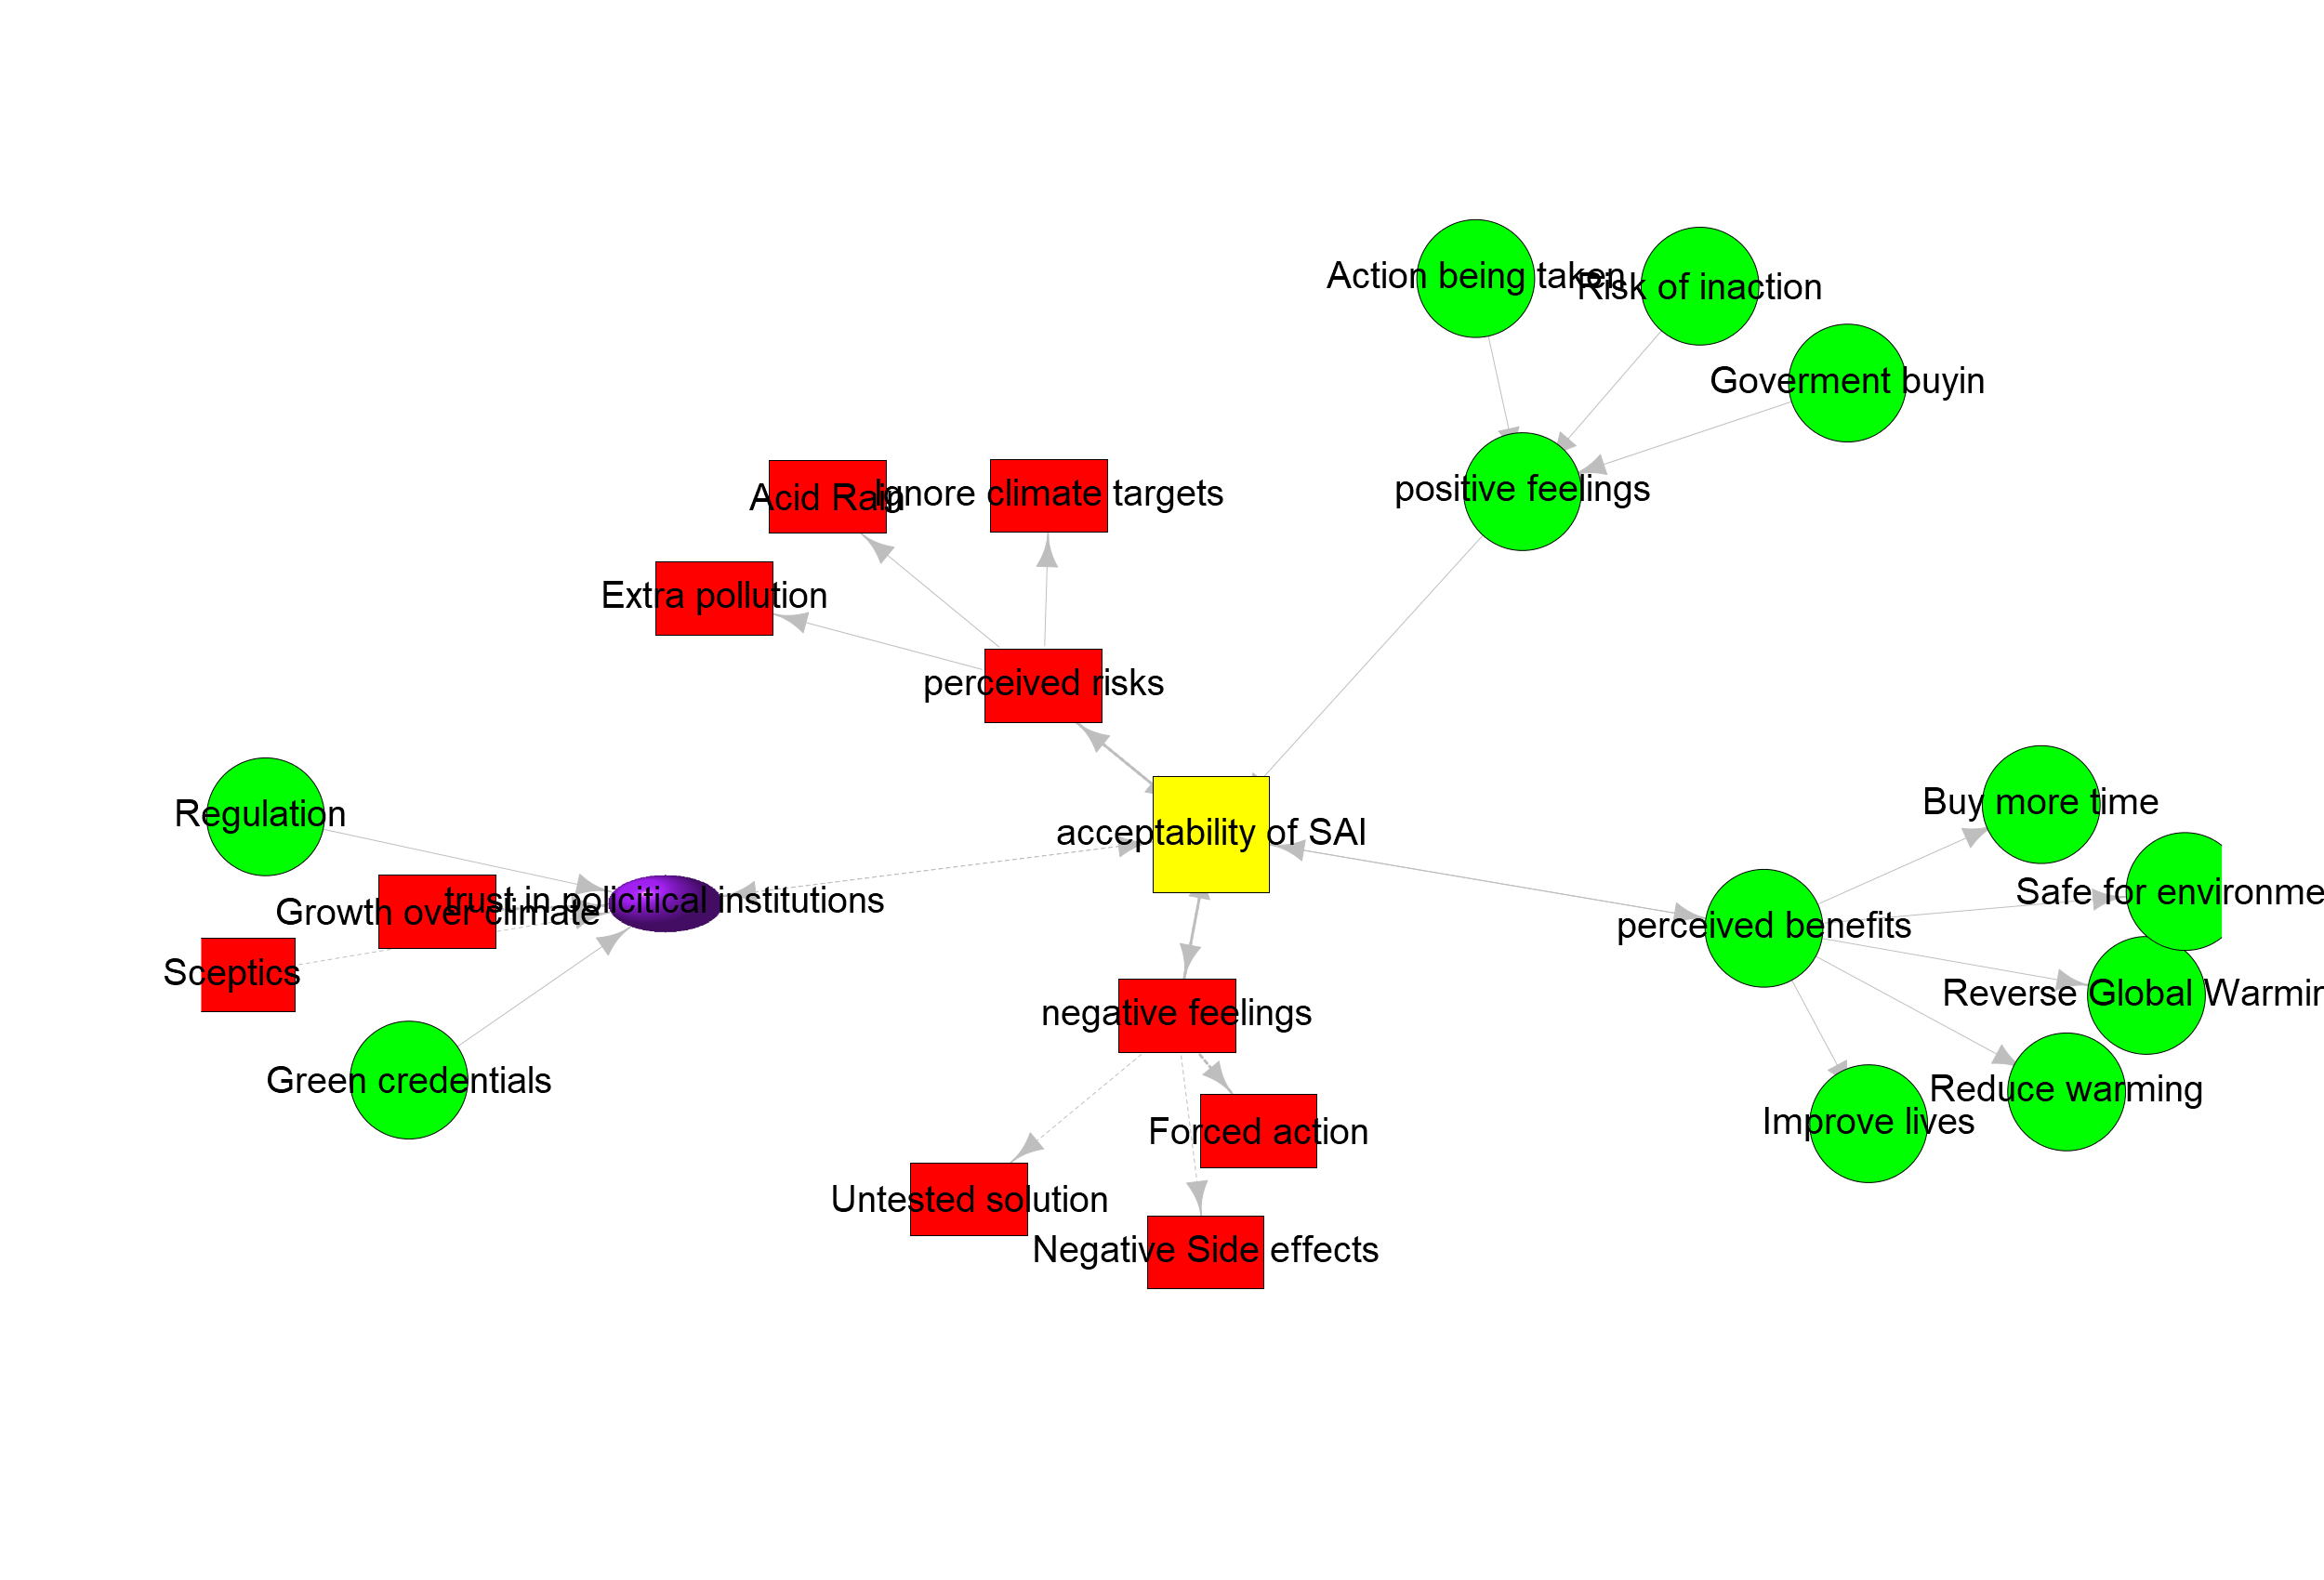 Action being taken
Risk of inaction
Goverment buyin
positive feelings
Acid Rain
Ignore climate targets
Extra pollution
perceived risks
Regulation
acceptability of SAI
Buy more time
Growth over climate
trust in policitical institutions
Safe for environme
perceived benefits
Sceptics
Reverse Global Warmin
negative feelings
Green credentials
Reduce warming
Improve lives
Forced action
Untested solution
Negative Side effects